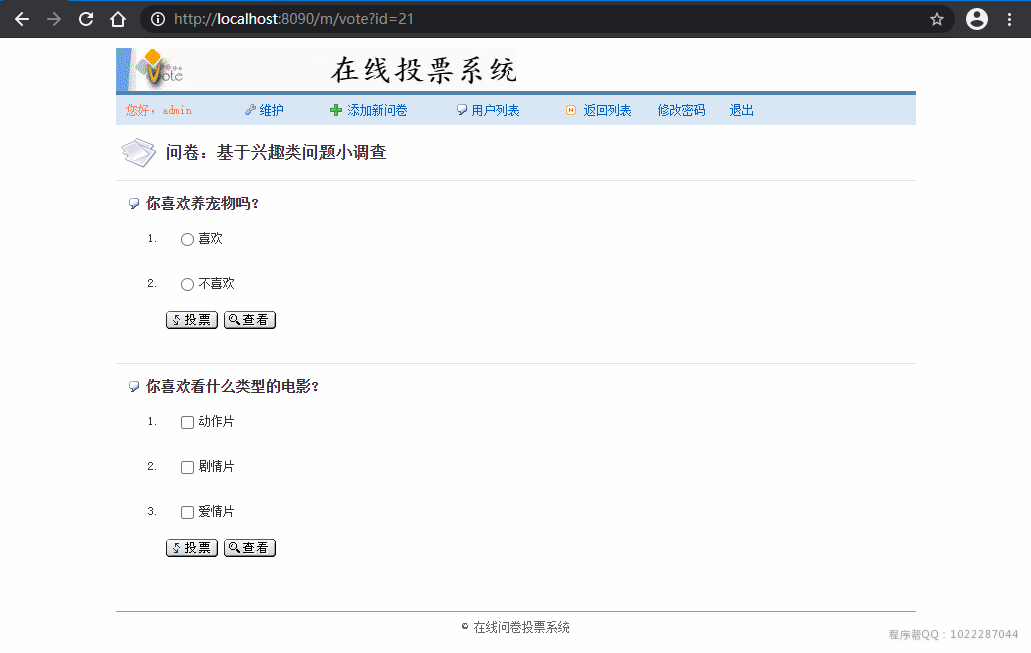 http://localhost:8090/m/vote?id=21
Vote 在线投票系统
您好，admin 维护 添加新问卷 用户列表 N 返回列表 修改密码 退出
问卷：基于兴趣类问题小调查
你喜欢养宠物吗？
1. 喜欢
2. 不喜欢
投票 查看
你喜欢看什么类型的电影？
1. 动作片
2. 剧情片
3. 爱情片
投票 查看
© 在线问卷投票系统
程序帮QQ：1022287044